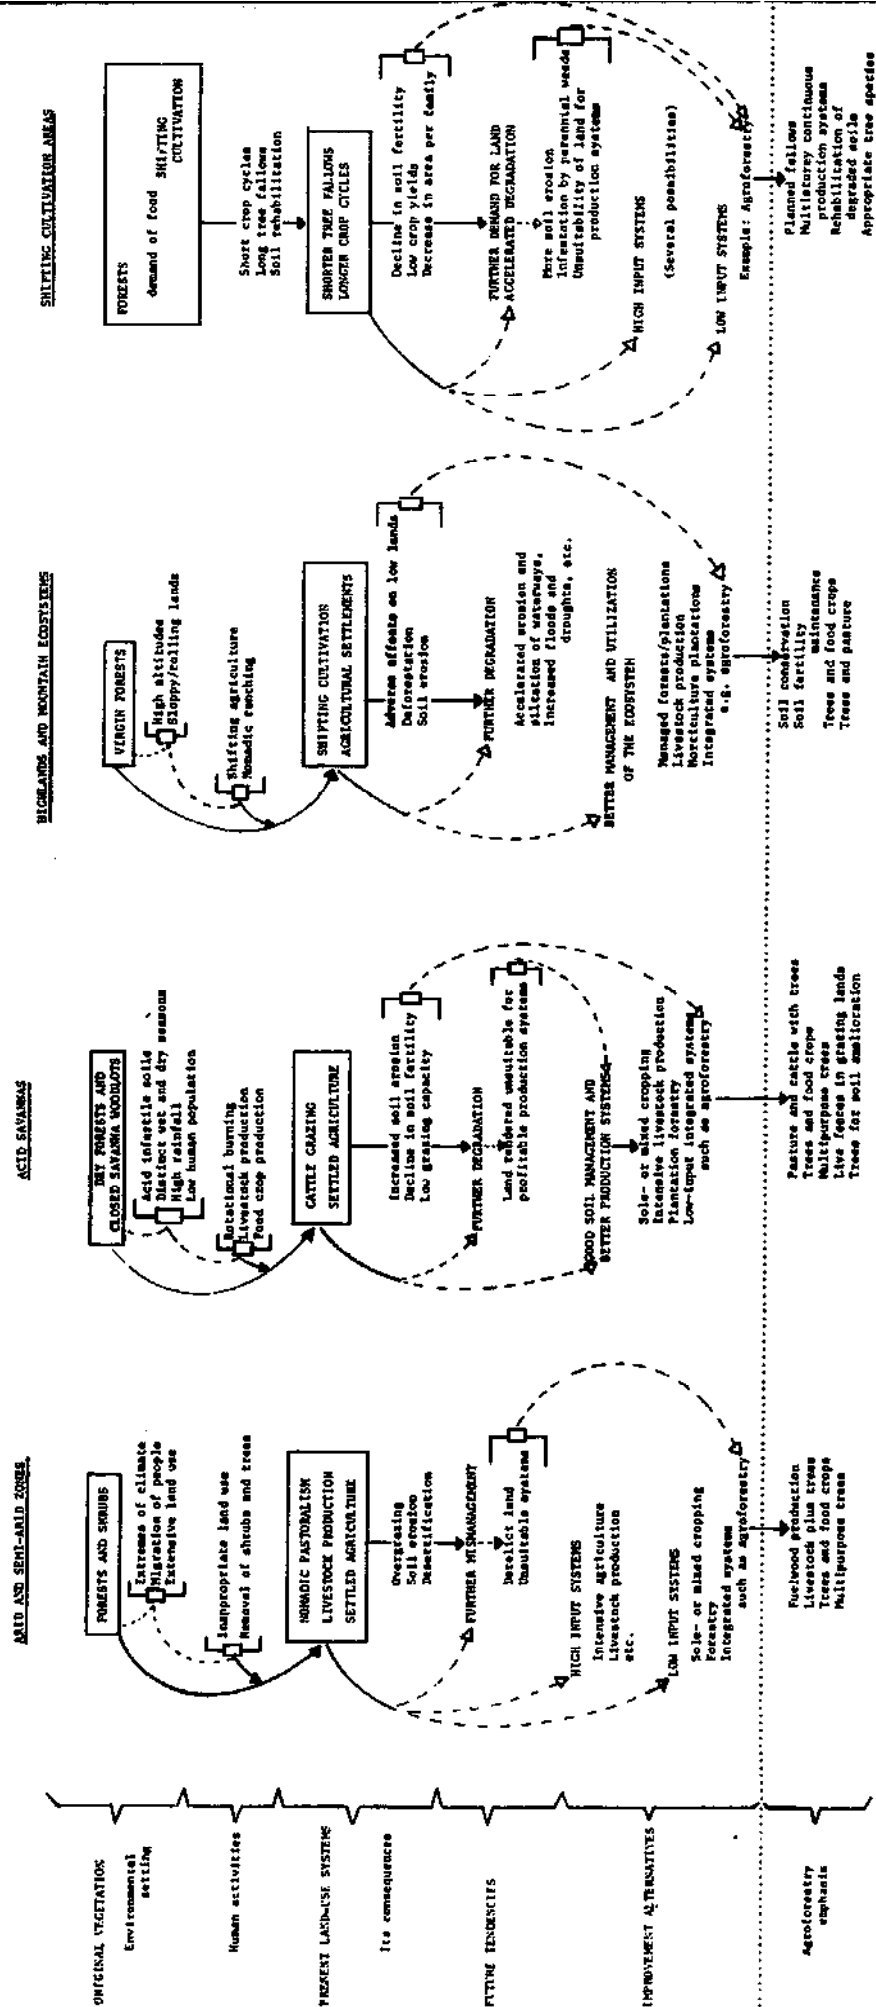 ARID AND SEMI-ARID ZONES
ACID SAVANNAS
HIGHLANDS AND MOUNTAIN ECOSYSTEMS
SHIFTING CULTIVATION AREAS
ORIGINAL VEGETATION
Environmental
setting
Human activities
PRESENT LAND-USE SYSTEMS
Its consequences
FUTURE TENDENCIES
IMPROVEMENT ALTERNATIVES
Agroforestry
emphasis
FORESTS AND SHRUBS
Extremes of climate
Migration of people
Extensive land use
Inappropriate land use
Removal of shrubs and trees
NOMADIC PASTORALISM
LIVESTOCK PRODUCTION
SETTLED AGRICULTURE
Overgrazing
Soil erosion
Desertification
FURTHER MISMANAGEMENT
Derelict land
Unsuitable systems
HIGH INPUT SYSTEMS
Intensive agriculture
Livestock production
etc.
LOW INPUT SYSTEMS
Sole- or mixed cropping
Forestry
Integrated systems
such as agroforestry
Fuelwood production
Livestock plus trees
Trees and food crops
Multipurpose trees
DRY FORESTS AND
CLOSED SAVANNA WOODLOTS
Acid infertile soils
Distinct wet and dry seasons
High rainfall
Low human population
Rotational burning
Livestock production
Food crop production
CATTLE GRAZING
SETTLED AGRICULTURE
Increased soil erosion
Decline in soil fertility
Low grazing capacity
FURTHER DEGRADATION
Land rendered unsuitable for
profitable production systems
GOOD SOIL MANAGEMENT AND
BETTER PRODUCTION SYSTEMS
Sole- or mixed cropping
Intensive livestock production
Plantation forestry
Low-input integrated systems
such as agroforestry
Pasture and cattle with trees
Trees and food crops
Multipurpose trees
Live fences in grazing lands
Trees for soil amelioration
VIRGIN FORESTS
High altitudes
Sloppy/rolling lands
Shifting agriculture
Nomadic ranching
SHIFTING CULTIVATION
AGRICULTURAL SETTLEMENTS
Adverse effects on low lands
Deforestation
Soil erosion
FURTHER DEGRADATION
Accelerated erosion and
siltation of waterways,
Increased floods and
droughts, etc.
BETTER MANAGEMENT AND UTILIZATION
OF THE ECOSYSTEM
Managed forests/plantations
Livestock production
Horticulture plantations
Integrated systems
e.g. agroforestry
Soil conservation
Soil fertility
maintenance
Trees and food crops
Trees and pasture
FORESTS
demand of food
SHIFTING
CULTIVATION
Short crop cycles
Long tree fallows
Soil rehabilitation
SHORTER TREE FALLOWS
LONGER CROP CYCLES
Decline in soil fertility
Low crop yields
Decrease in area per family
FURTHER DEMAND FOR LAND
ACCELERATED DEGRADATION
More soil erosion
Infestation by perennial weeds
Unsuitability of land for
production systems
HIGH INPUT SYSTEMS
(Several possibilities)
LOW INPUT SYSTEMS
Example: Agroforestry
Planned fallows
Multistorey continuous
production systems
Rehabilitation of
degraded soils
Appropriate tree species